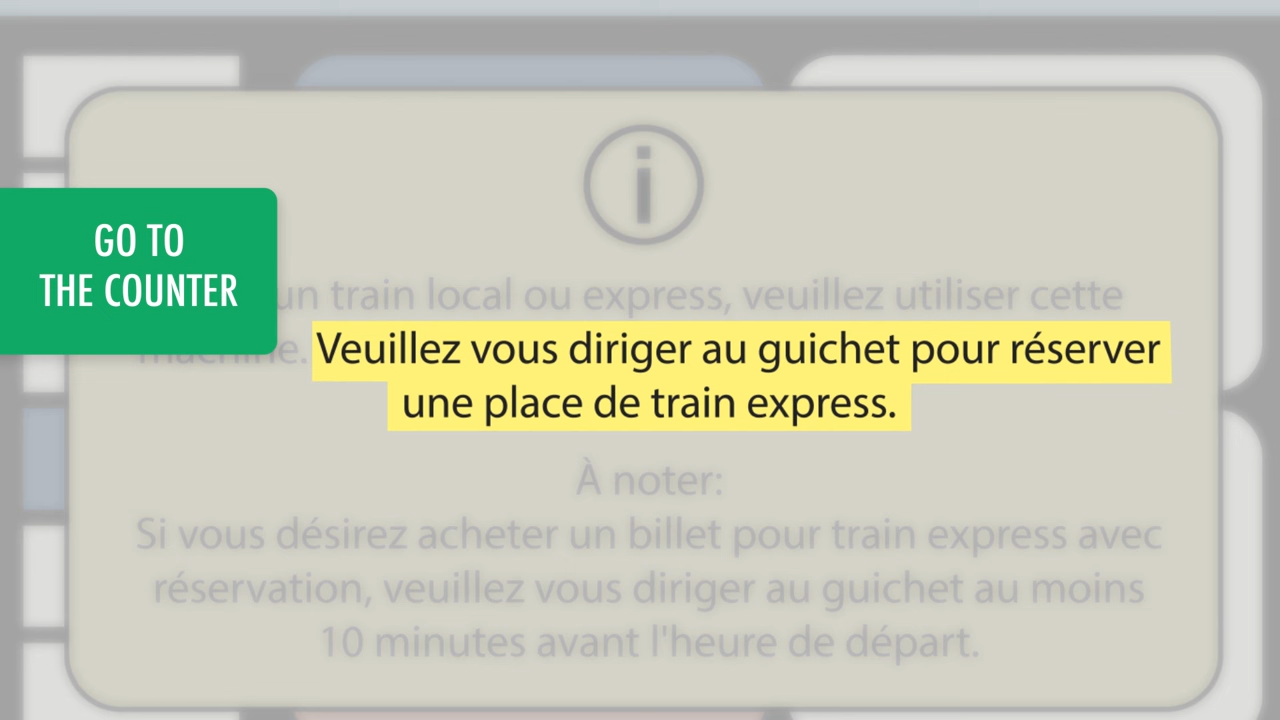 GO TO
THE COUNTER
un train local ou express, veuillez utiliser cette
machine. Veuillez vous diriger au guichet pour réserver
une place de train express.
À noter:
Si vous désirez acheter un billet pour train express avec
réservation, veuillez vous diriger au guichet au moins
10 minutes avant l'heure de départ.